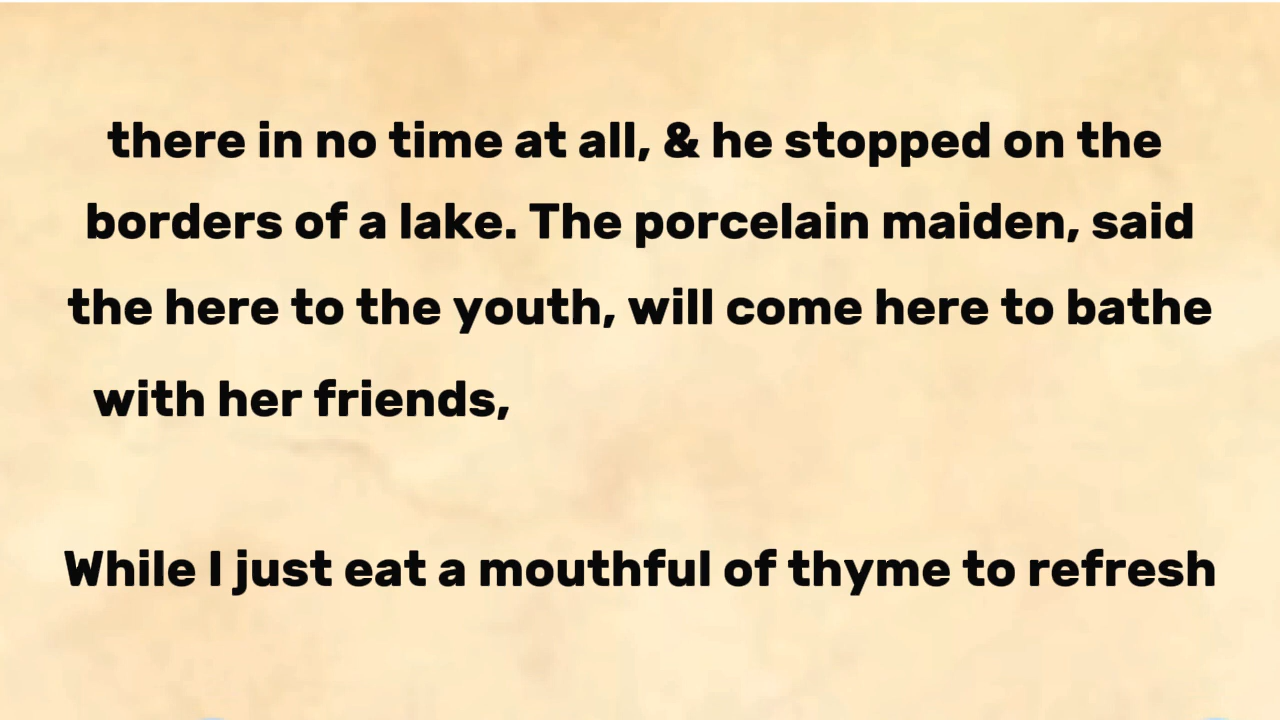 there in no time at all, & he stopped on the
borders of a lake. The porcelain maiden, said
the here to the youth, will come here to bathe
with her friends,
While I just eat a mouthful of thyme to refresh